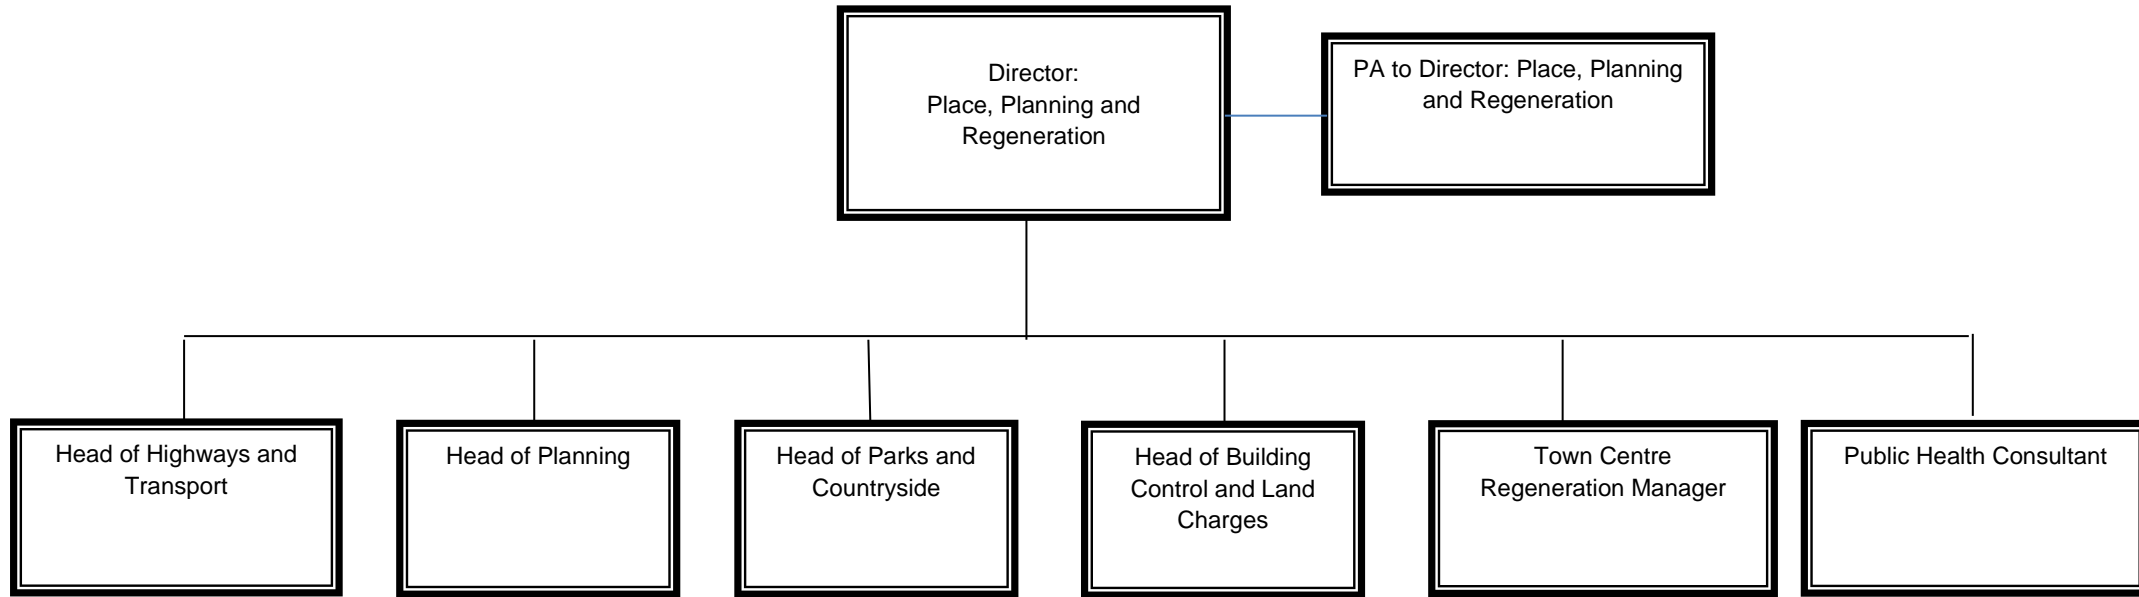 Director:
Place, Planning and
Regeneration
PA to Director: Place, Planning
and Regeneration
Head of Highways and
Transport
Head of Planning
Head of Parks and
Countryside
Head of Building
Control and Land
Charges
Town Centre
Regeneration Manager
Public Health Consultant